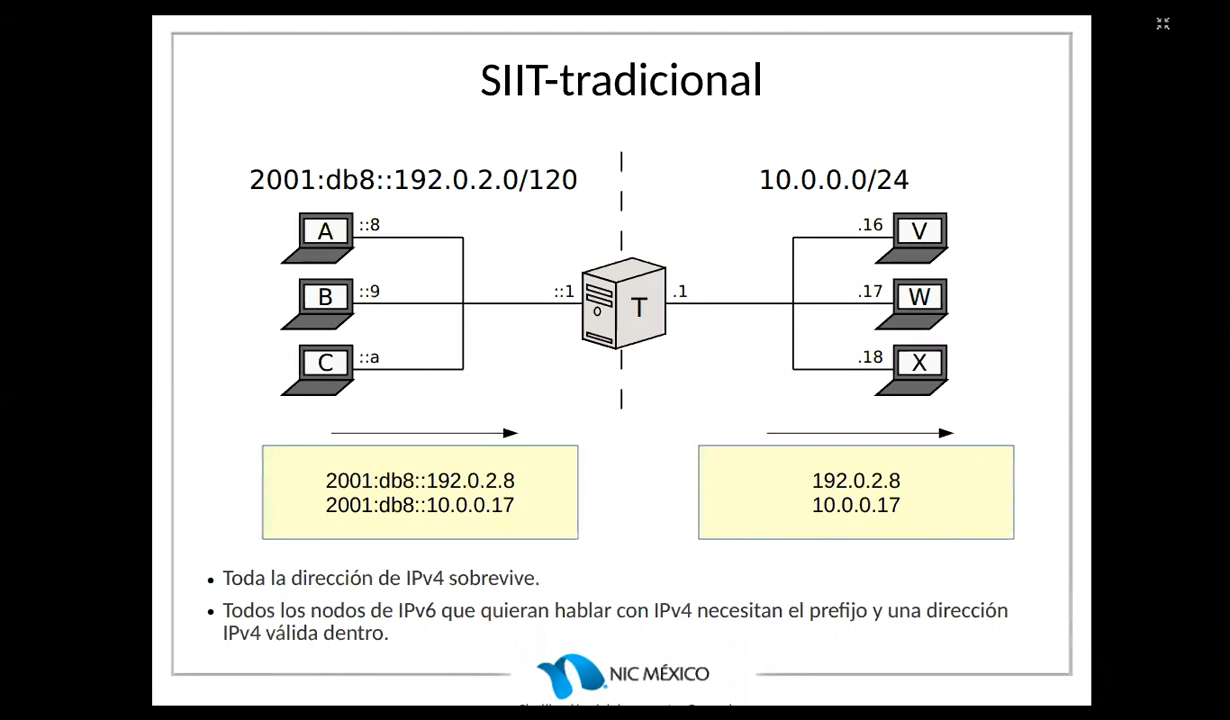 SIIT-tradicional
2001:db8::192.0.2.0/120
10.0.0.0/24
A
::8
.16
V
B
::9
::1
T
.1
.17
W
C
::a
.18
X
2001:db8::192.0.2.8
2001:db8::10.0.0.17
192.0.2.8
10.0.0.17
• Toda la dirección de IPv4 sobrevive.
• Todos los nodos de IPv6 que quieran hablar con IPv4 necesitan el prefijo y una dirección
IPv4 válida dentro.
NIC MÉXICO